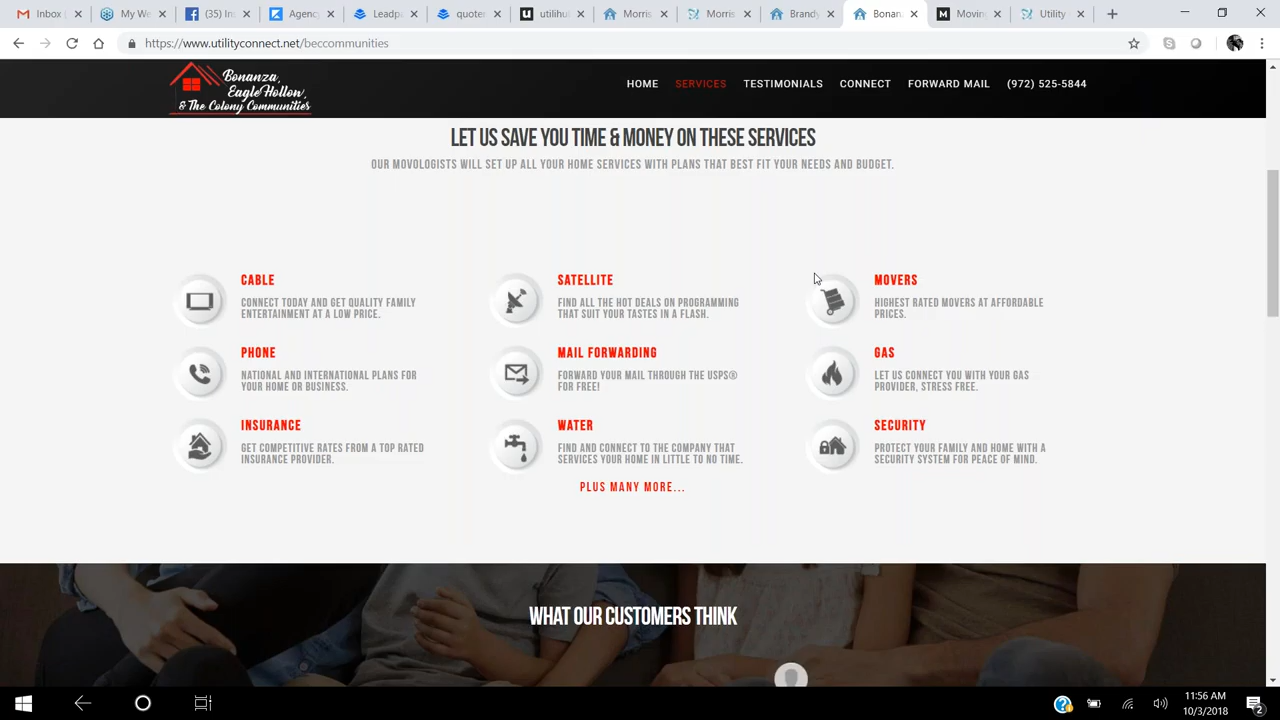 Inbox (
My We
(35) In
Agency
Leadp
quoter
utilihu
Morris
Morris
Brandy
Bonan
Moving
Utility
https://www.utilityconnect.net/beccommunities
Bonanza,
Eagle Hollow,
& The Colony Communities
HOME SERVICES TESTIMONIALS CONNECT FORWARD MAIL (972) 525-5844
LET US SAVE YOU TIME & MONEY ON THESE SERVICES
OUR MOVOLOGISTS WILL SET UP ALL YOUR HOME SERVICES WITH PLANS THAT BEST FIT YOUR NEEDS AND BUDGET.
CABLE
CONNECT TODAY AND GET QUALITY FAMILY
ENTERTAINMENT AT A LOW PRICE.
SATELLITE
FIND ALL THE HOT DEALS ON PROGRAMMING
THAT SUIT YOUR TASTES IN A FLASH.
MOVERS
HIGHEST RATED MOVERS AT AFFORDABLE
PRICES.
PHONE
NATIONAL AND INTERNATIONAL PLANS FOR
YOUR HOME OR BUSINESS.
MAIL FORWARDING
FORWARD YOUR MAIL THROUGH THE USPS®
FOR FREE!
GAS
LET US CONNECT YOU WITH YOUR GAS
PROVIDER, STRESS FREE.
INSURANCE
GET COMPETITIVE RATES FROM A TOP RATED
INSURANCE PROVIDER.
WATER
FIND AND CONNECT TO THE COMPANY THAT
SERVICES YOUR HOME IN LITTLE TO NO TIME.
SECURITY
PROTECT YOUR FAMILY AND HOME WITH A
SECURITY SYSTEM FOR PEACE OF MIND.
PLUS MANY MORE...
WHAT OUR CUSTOMERS THINK
11:56 AM
10/3/2018
2